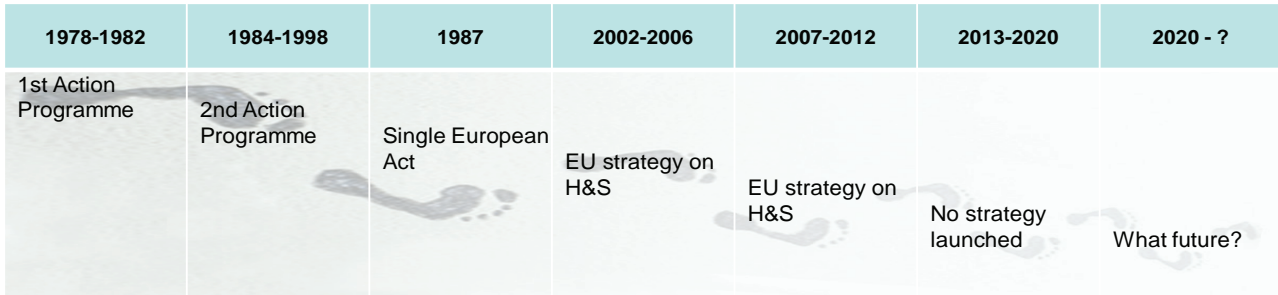 1978-1982
1984-1998
1987
2002-2006
2007-2012
2013-2020
2020 - ?
1st Action
Programme
2nd Action
Programme
Single European
Act
EU strategy on
H&S
EU strategy on
H&S
No strategy
launched
What future?